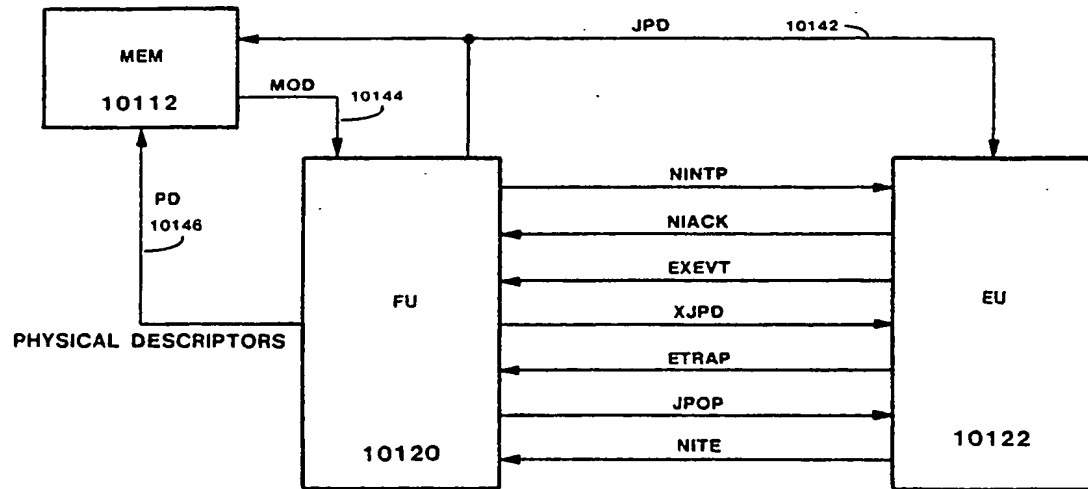 JPD
10142
MEM
10112
MOD
10144
PD
10146
PHYSICAL DESCRIPTORS
FU
10120
NINTP
NIACK
EXEVT
XJPD
ETRAP
JPOP
NITE
EU
10122